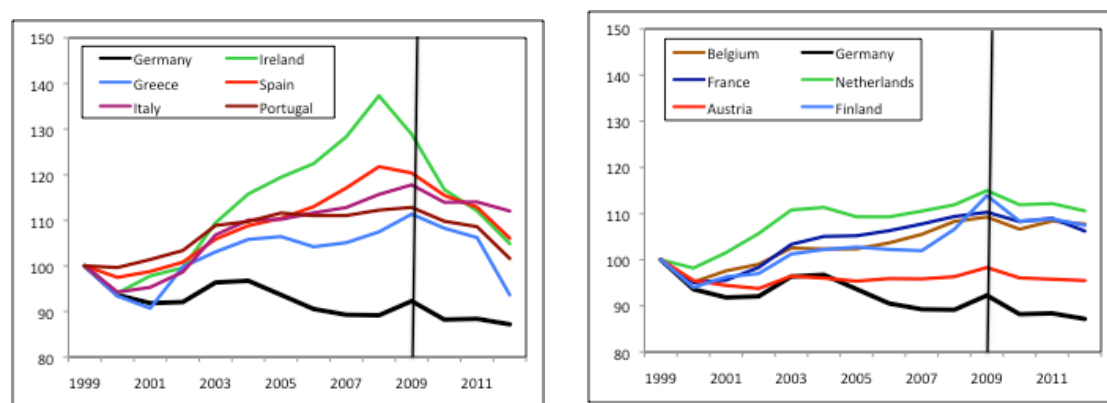 150
140
130
120
110
100
90
80
Germany Ireland
Greece Spain
Italy Portugal
1999 2001 2003 2005 2007 2009 2011
150
140
130
120
110
100
90
80
Belgium Germany
France Netherlands
Austria Finland
1999 2001 2003 2005 2007 2009 2011